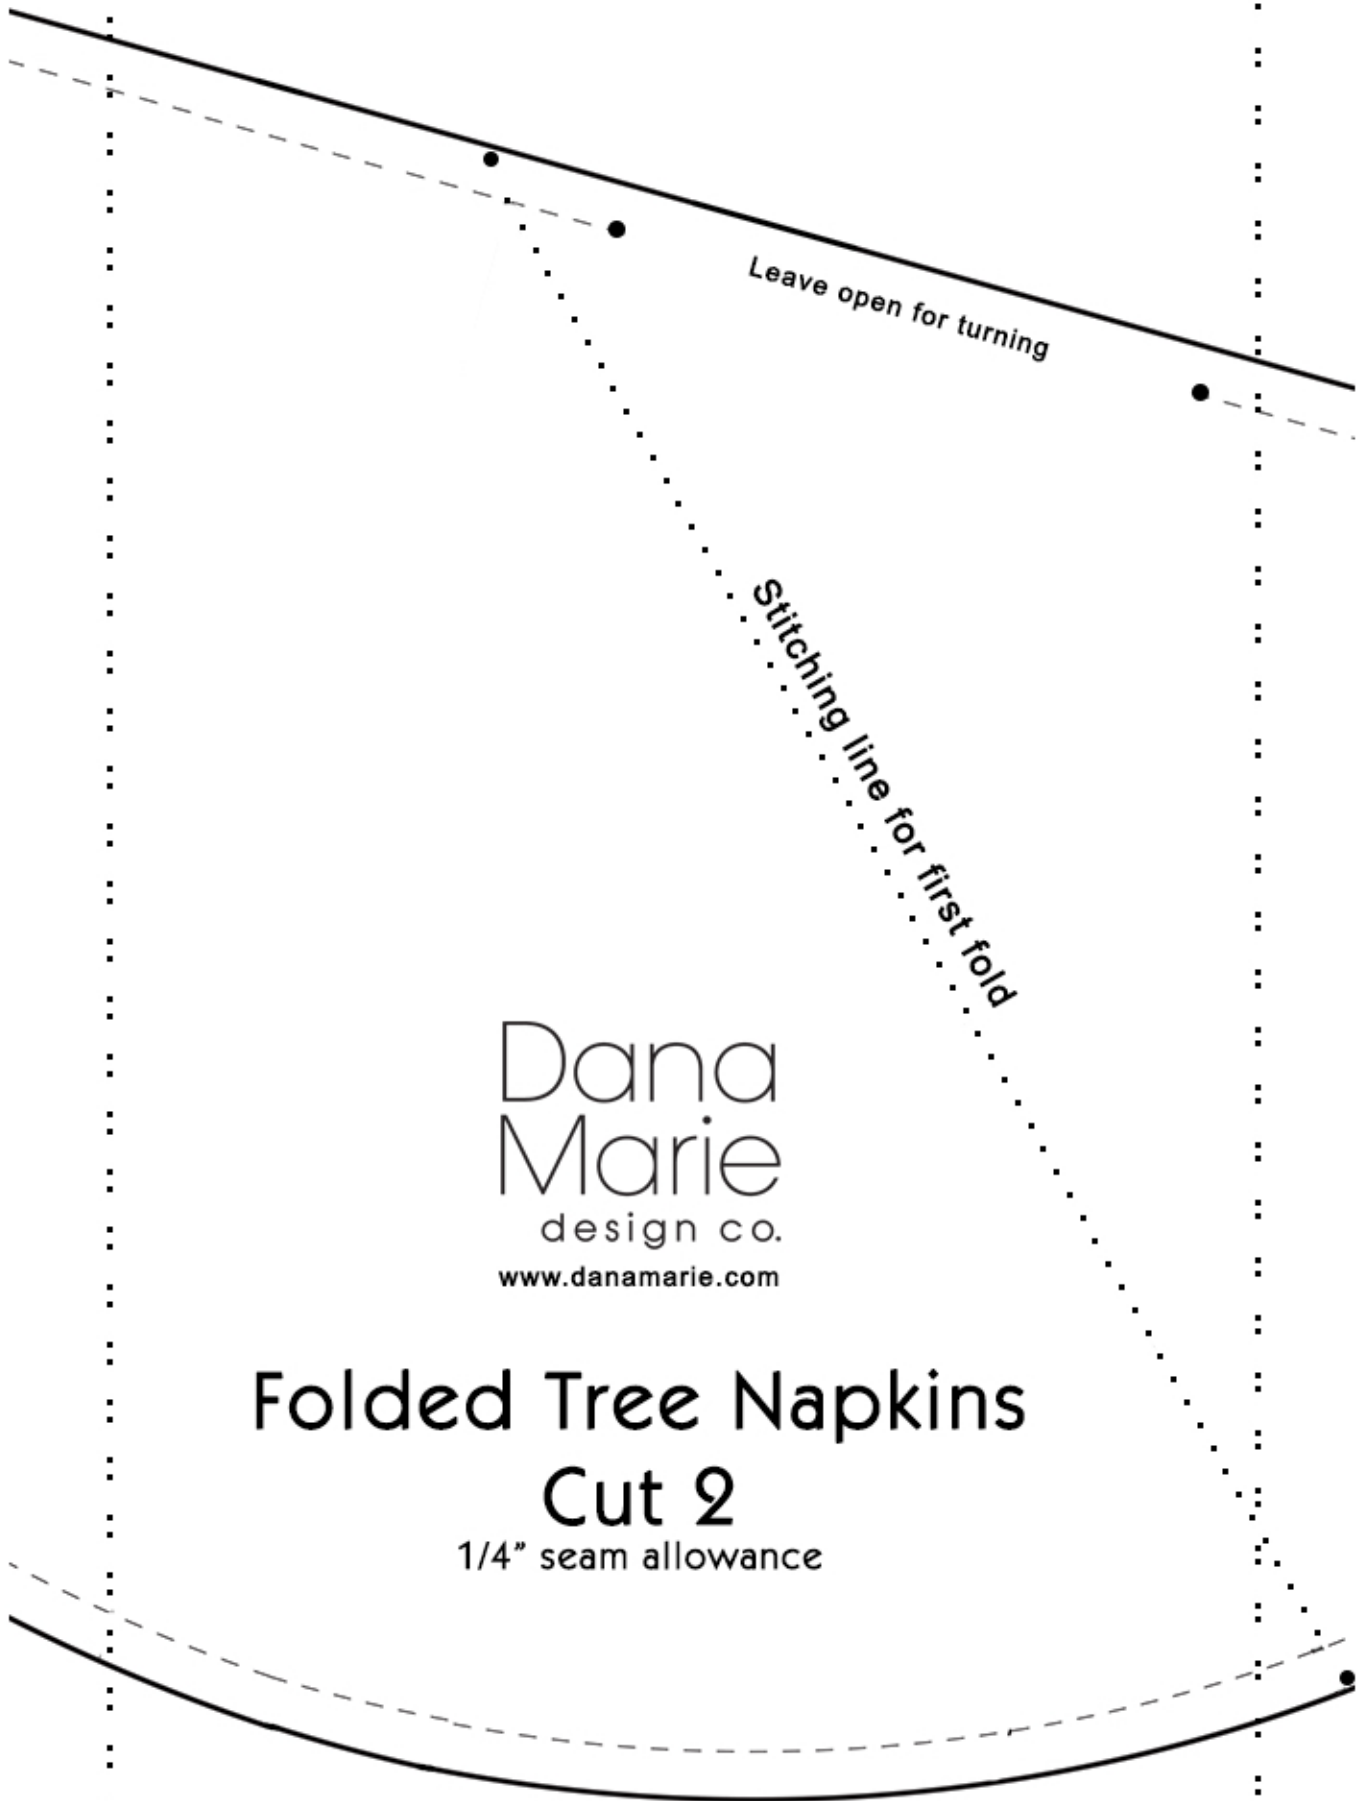 Leave open for turning
Stitching line for first fold
Dana
Marie
design co.
www.danamarie.com
Folded Tree Napkins
Cut 2
1/4” seam allowance